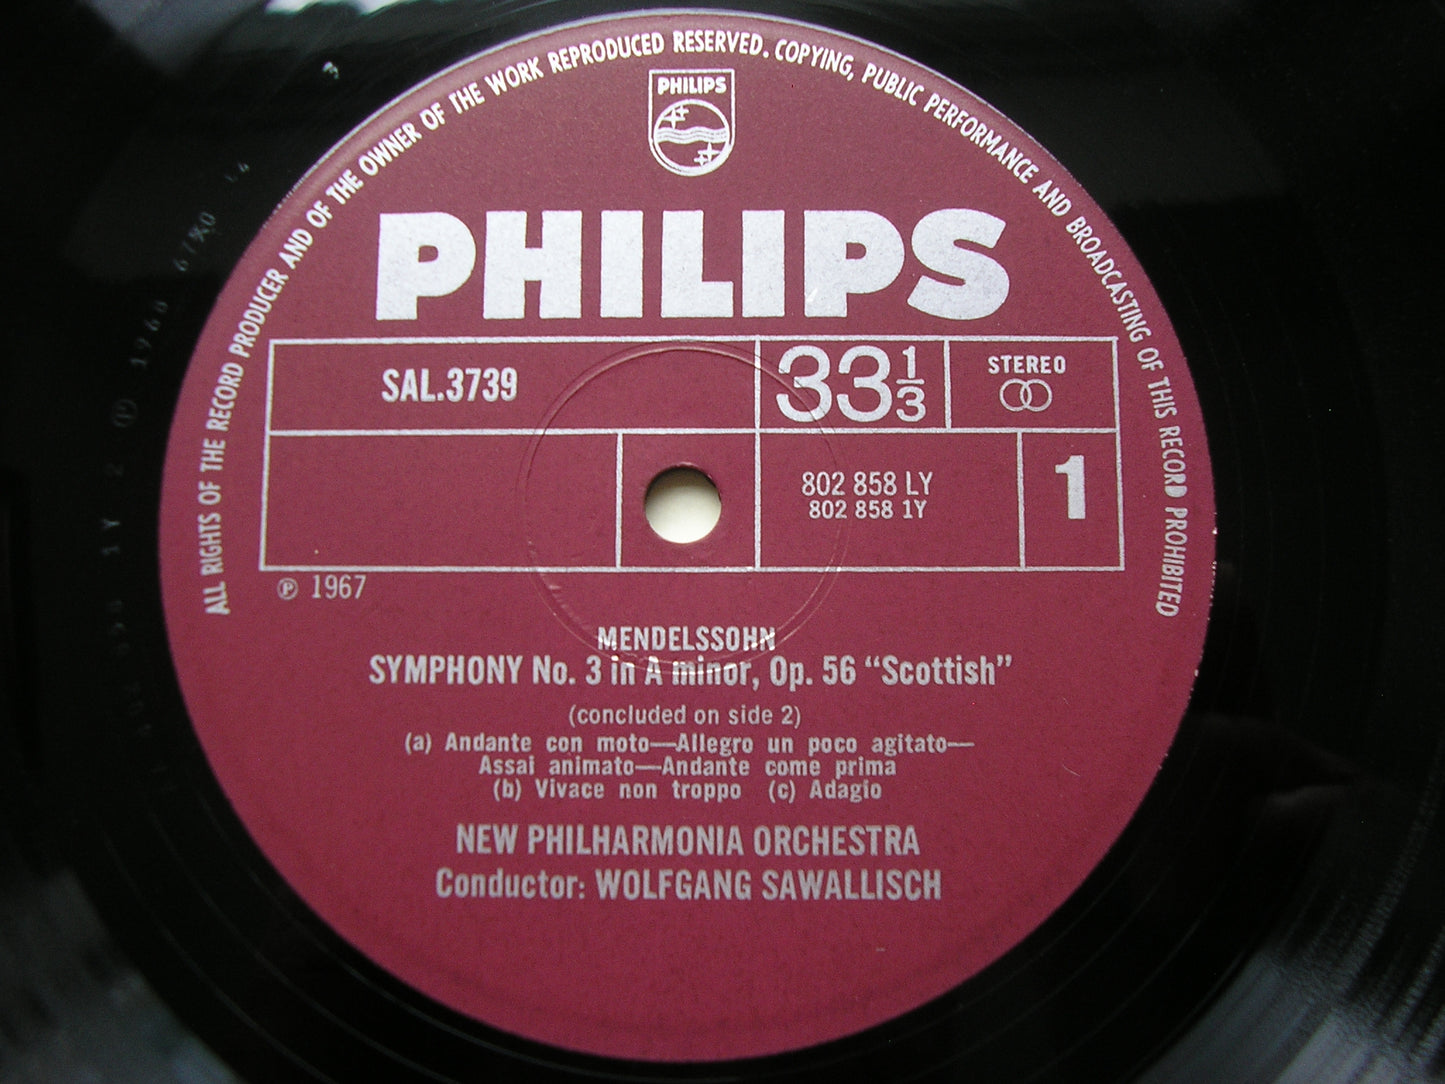 ALL RIGHTS OF THE RECORD PRODUCER AND OF THE OWNER OF THE WORK REPRODUCED RESERVED. COPYING, PUBLIC PERFORMANCE AND BROADCASTING OF THIS RECORD PROHIBITED
PHILIPS
PHILIPS
SAL.3739
33 1/3
STEREO
802 858 LY
802 858 1Y
1
℗ 1967
MENDELSSOHN
SYMPHONY No. 3 in A minor, Op. 56 “Scottish”
(concluded on side 2)
(a) Andante con moto—Allegro un poco agitato—
Assai animato—Andante come prima
(b) Vivace non troppo (c) Adagio
NEW PHILHARMONIA ORCHESTRA
Conductor: WOLFGANG SAWALLISCH